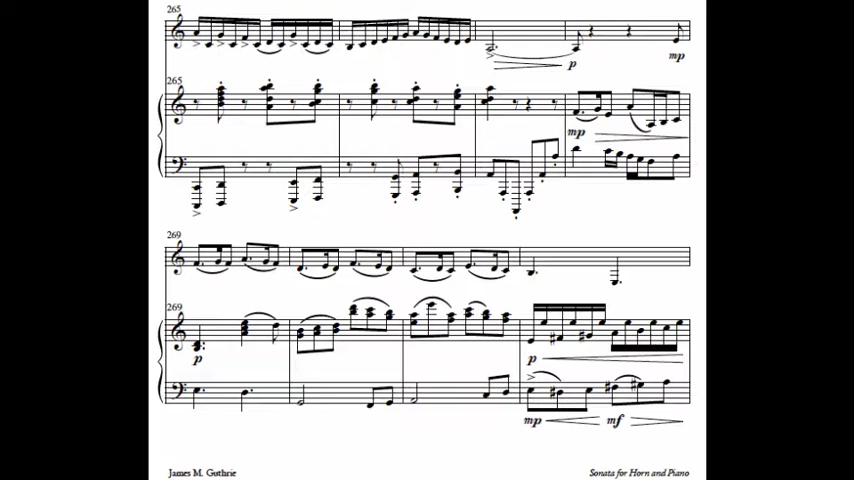 265
p mp
265
mp
269
269
p p
mp mf
James M. Guthrie Sonata for Horn and Piano